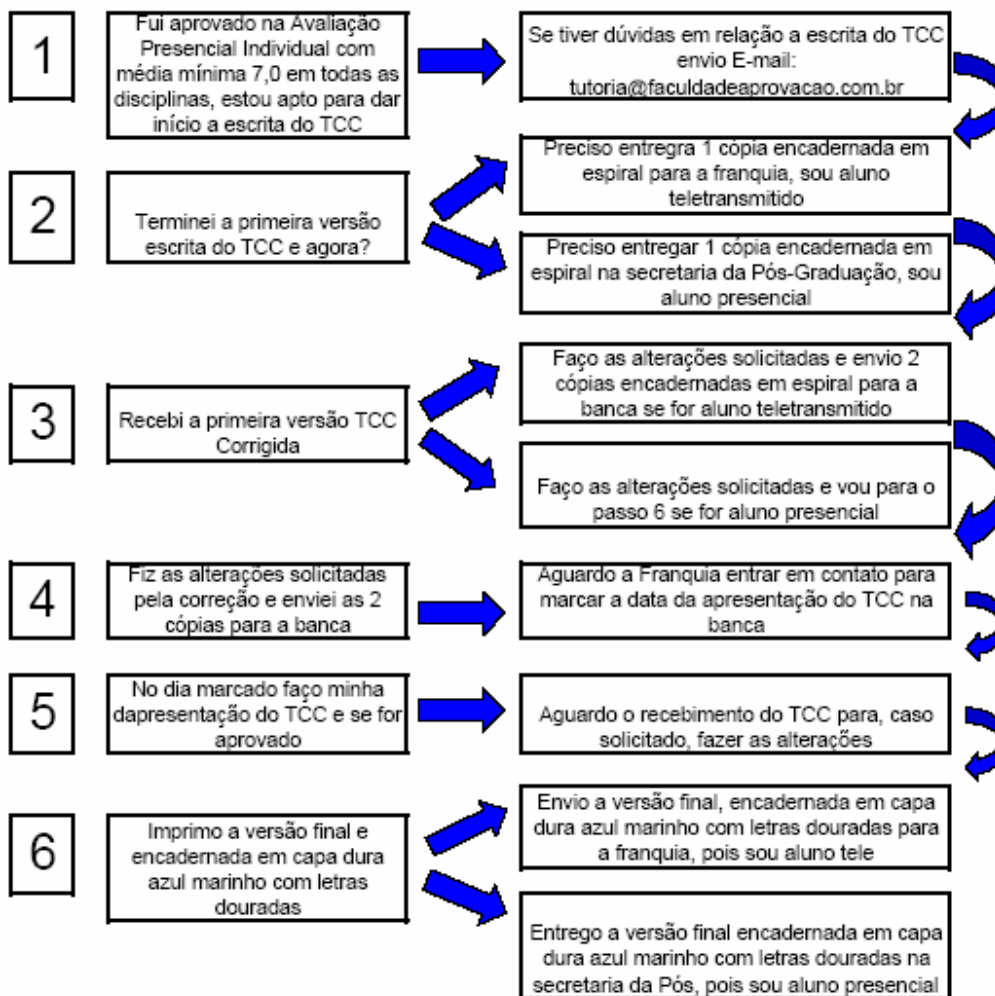 1
Fui aprovado na Avaliação
Presencial Individual com
média mínima 7,0 em todas as
disciplinas, estou apto para dar
início a escrita do TCC
Se tiver dúvidas em relação a escrita do TCC
envio E-mail:
tutoria@faculdadeaprovacao.com.br
2
Terminei a primeira versão
escrita do TCC e agora?
Preciso entregra 1 cópia encadernada em
espiral para a franquia, sou aluno
teletransmitido
Preciso entregar 1 cópia encadernada em
espiral na secretaria da Pós-Graduação, sou
aluno presencial
3
Recebi a primeira versão TCC
Corrigida
Faço as alterações solicitadas e envio 2
cópias encadernadas em espiral para a
banca se for aluno teletransmitido
Faço as alterações solicitadas e vou para o
passo 6 se for aluno presencial
4
Fiz as alterações solicitadas
pela correção e enviei as 2
cópias para a banca
Aguardo a Franquia entrar em contato para
marcar a data da apresentação do TCC na
banca
5
No dia marcado faço minha
dapresentação do TCC e se for
aprovado
Aguardo o recebimento do TCC para, caso
solicitado, fazer as alterações
6
Imprimo a versão final e
encadernada em capa dura
azul marinho com letras
douradas
Envio a versão final, encadernada em capa
dura azul marinho com letras douradas para
a franquia, pois sou aluno tele
Entrego a versão final encadernada em capa
dura azul marinho com letras douradas na
secretaria da Pós, pois sou aluno presencial